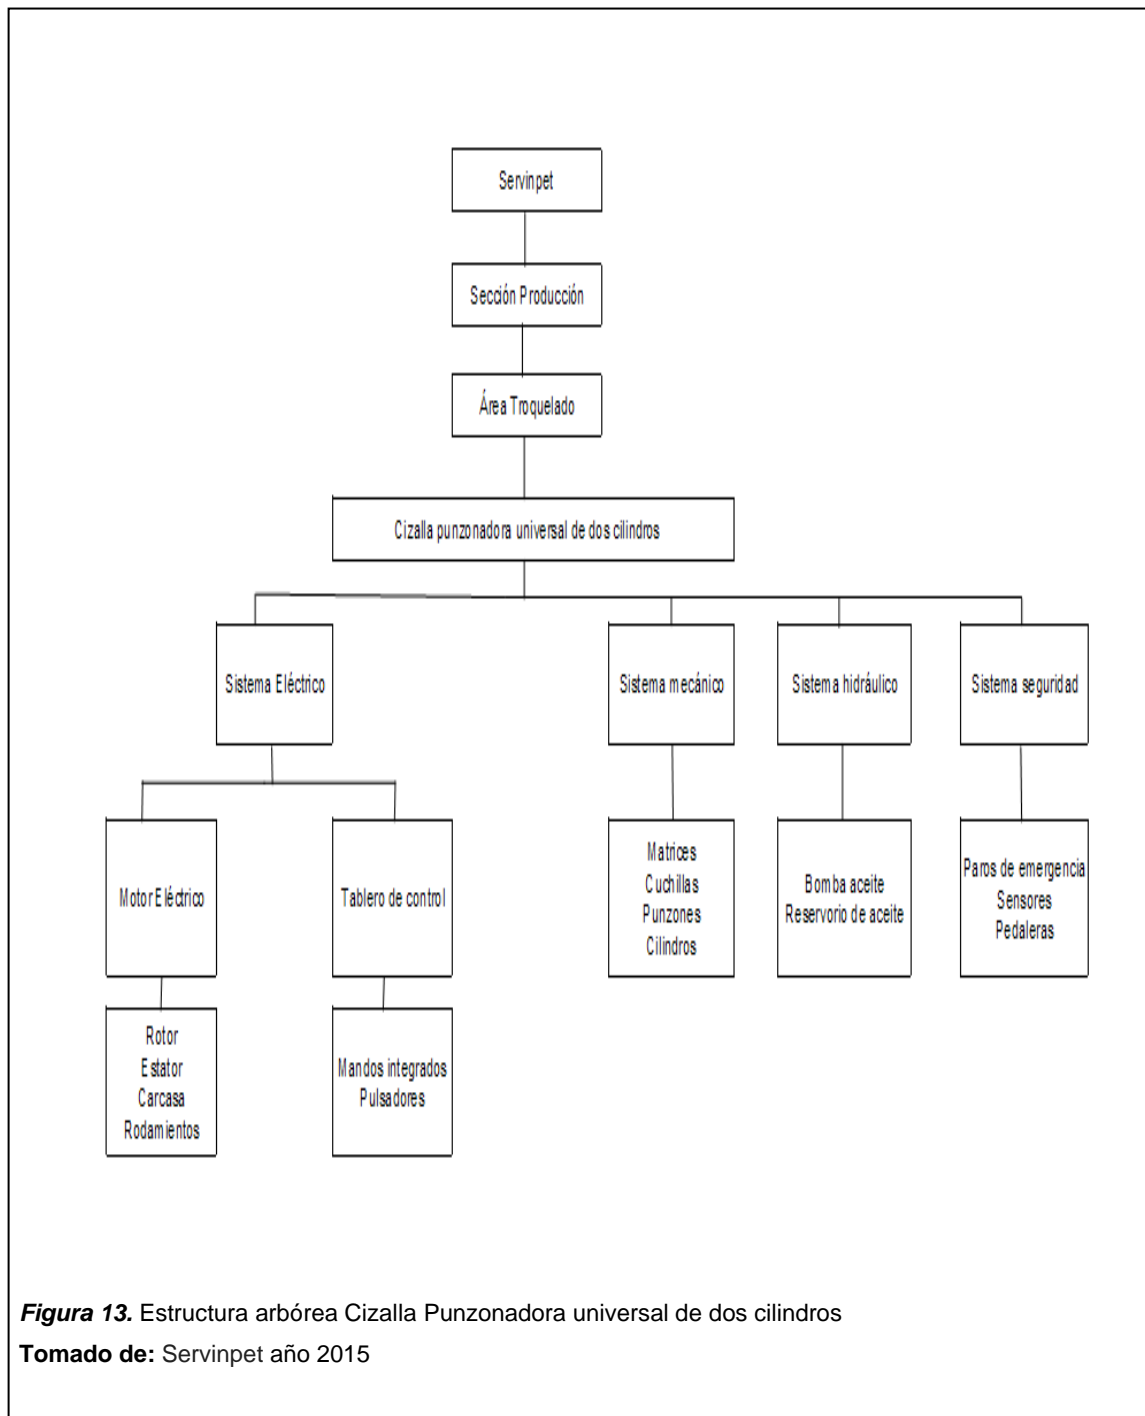 Servinpet
Sección Producción
Área Troquelado
Cizalla punzonadora universal de dos cilindros
Sistema Eléctrico
Sistema mecánico
Sistema hidráulico
Sistema seguridad
Motor Eléctrico
Tablero de control
Matrices
Cuchillas
Punzones
Cilindros
Bomba aceite
Reservorio de aceite
Paros de emergencia
Sensores
Pedaleras
Rotor
Estator
Carcasa
Rodamientos
Mandos integrados
Pulsadores
Figura 13. Estructura arbórea Cizalla Punzonadora universal de dos cilindros
Tomado de: Servinpet año 2015